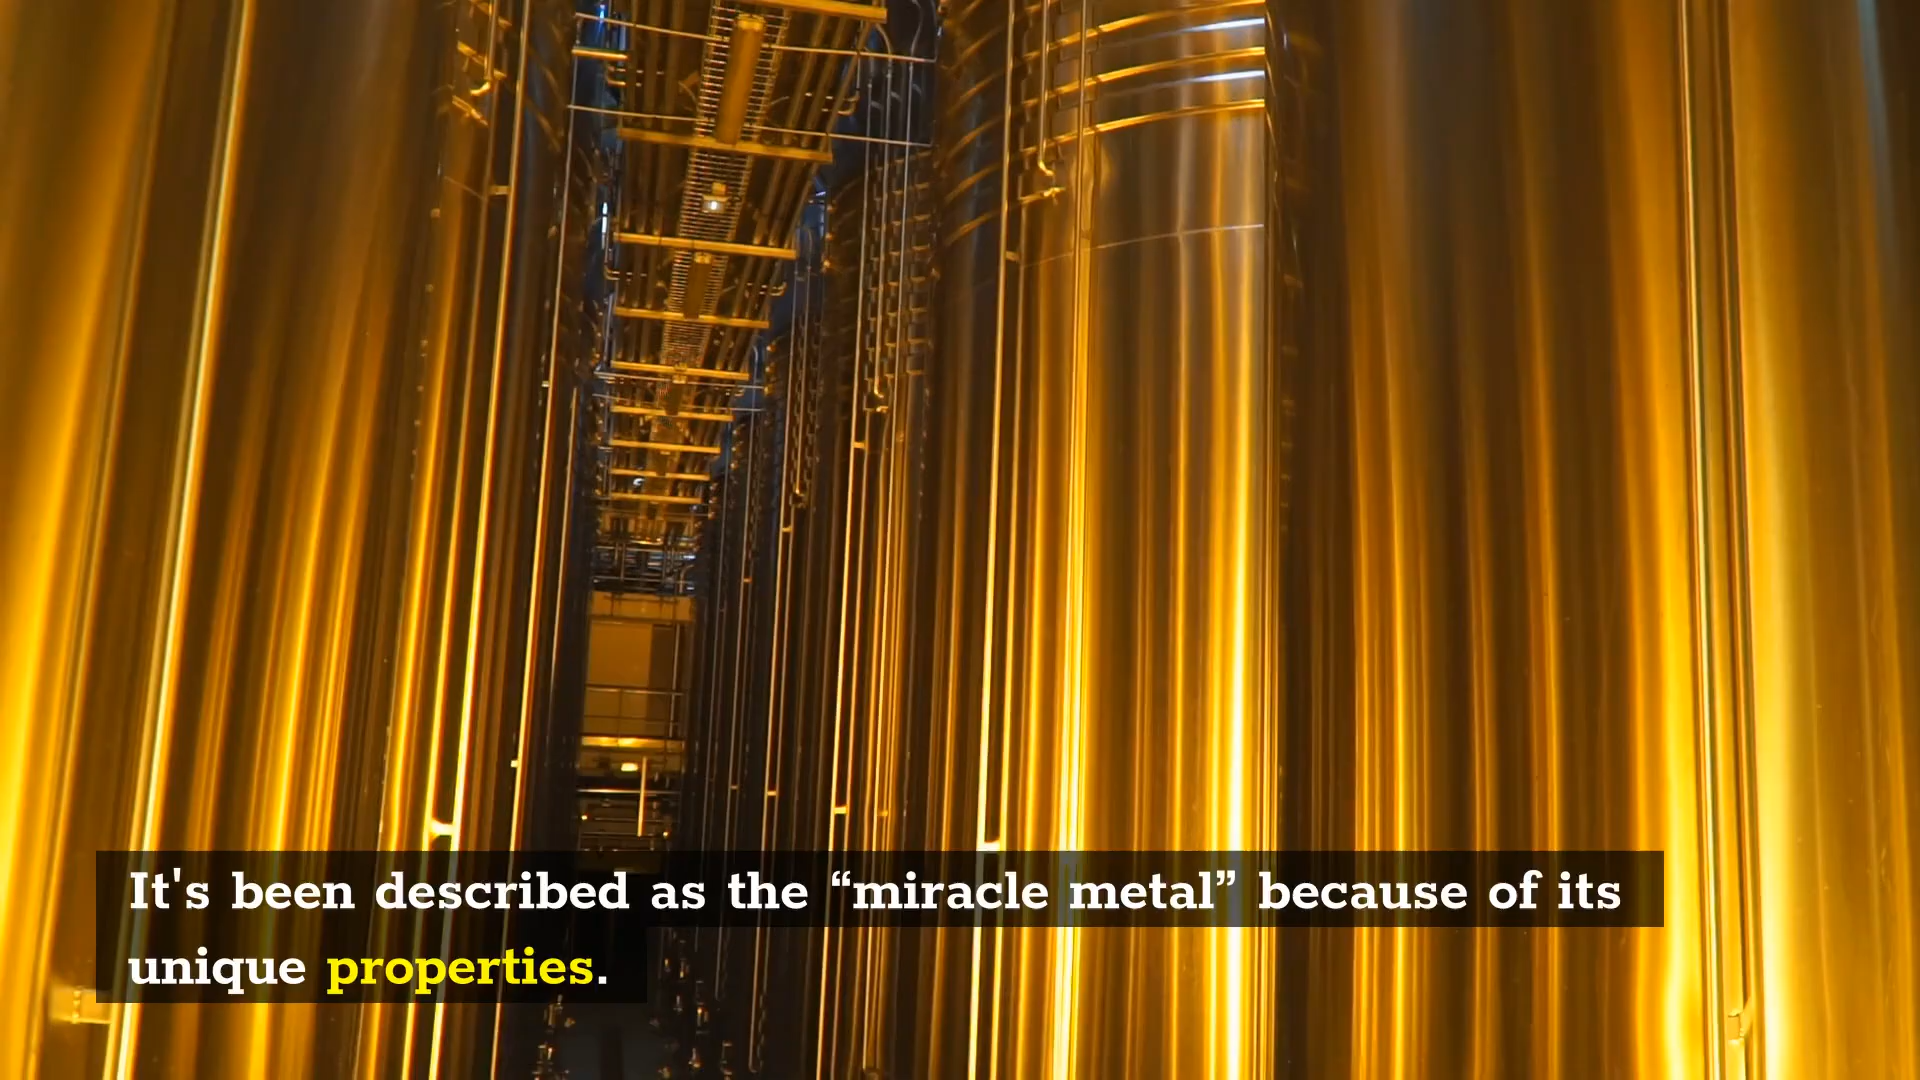 It's been described as the “miracle metal” because of its
unique properties.